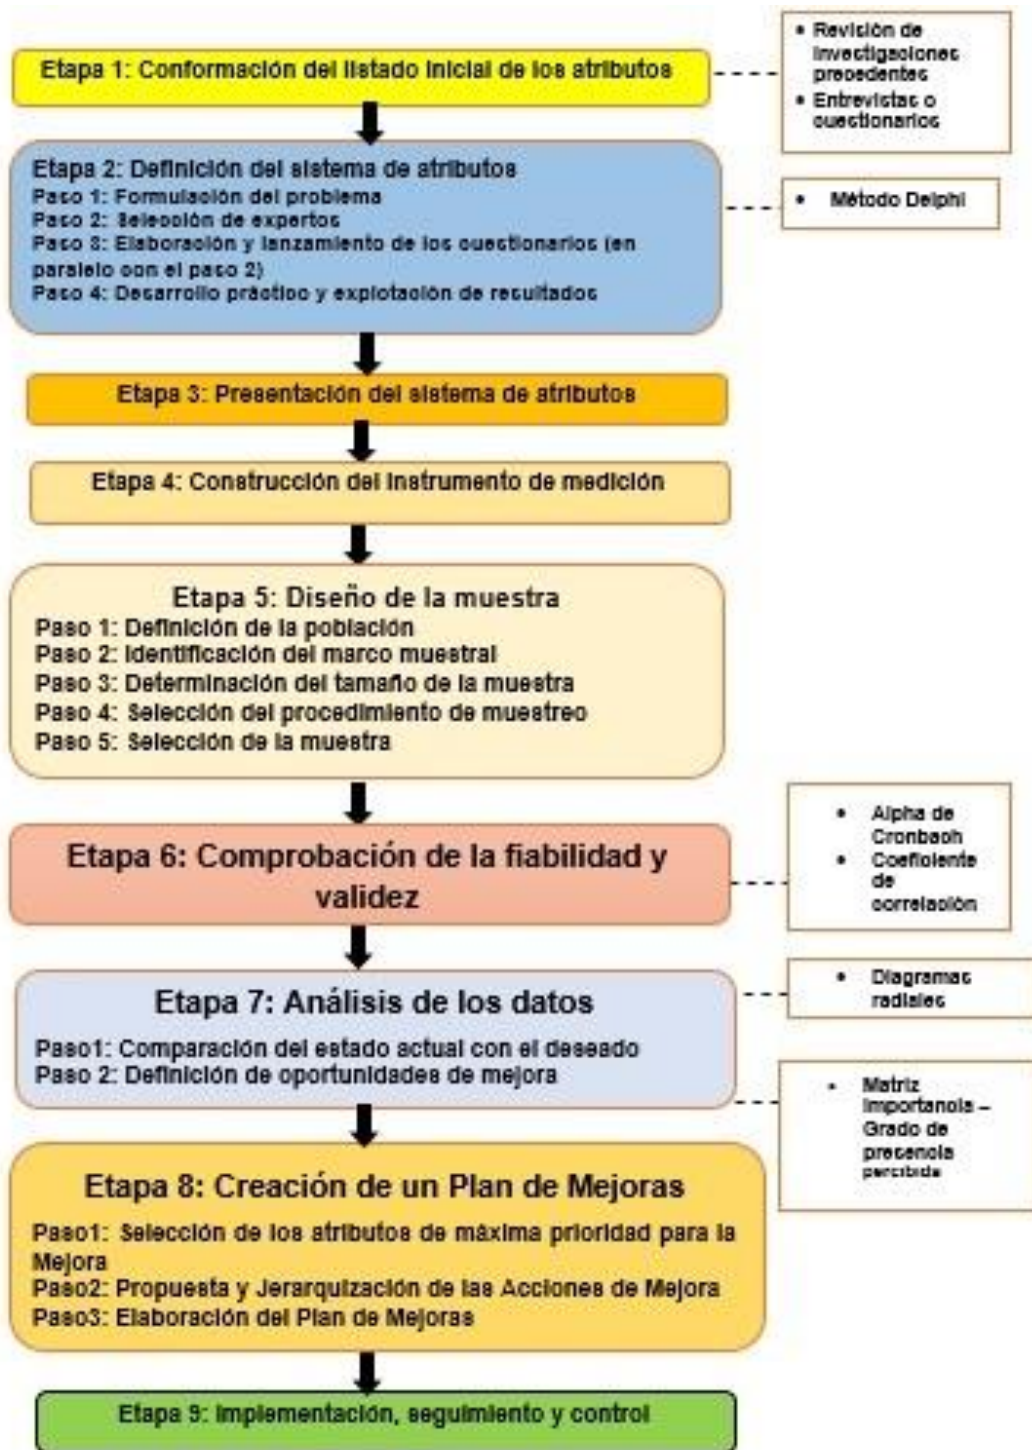 Etapa 1: Conformación del listado inicial de los atributos
• Revisión de
investigaciones
precedentes
• Entrevistas o
cuestionarios
Etapa 2: Definición del sistema de atributos
Paso 1: Formulación del problema
Paso 2: Selección de expertos
Paso 3: Elaboración y lanzamiento de los cuestionarios (en
paralelo con el paso 2)
Paso 4: Desarrollo práctico y explotación de resultados
• Método Delphi
Etapa 3: Presentación del sistema de atributos
Etapa 4: Construcción del instrumento de medición
Etapa 5: Diseño de la muestra
Paso 1: Definición de la población
Paso 2: Identificación del marco muestral
Paso 3: Determinación del tamaño de la muestra
Paso 4: Selección del procedimiento de muestreo
Paso 5: Selección de la muestra
Etapa 6: Comprobación de la fiabilidad y
validez
• Alpha de
Cronbach
• Coeficiente
de
correlación
Etapa 7: Análisis de los datos
Paso1: Comparación del estado actual con el deseado
Paso 2: Definición de oportunidades de mejora
• Diagramas
radiales
• Matriz
Importancia –
Grado de
presencia
percibida
Etapa 8: Creación de un Plan de Mejoras
Paso1: Selección de los atributos de máxima prioridad para la
Mejora
Paso2: Propuesta y Jerarquización de las Acciones de Mejora
Paso3: Elaboración del Plan de Mejoras
Etapa 9: Implementación, seguimiento y control